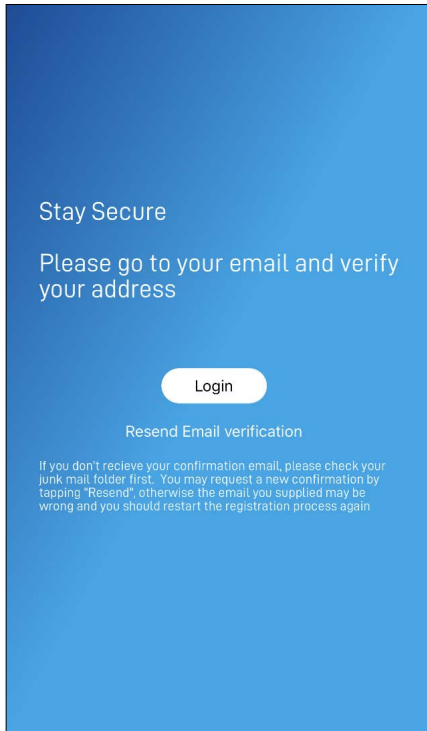 Stay Secure
Please go to your email and verify
your address
Login
Resend Email verification
If you don't recieve your confirmation email, please check your
junk mail folder first. You may request a new confirmation by
tapping "Resend", otherwise the email you supplied may be
wrong and you should restart the registration process again